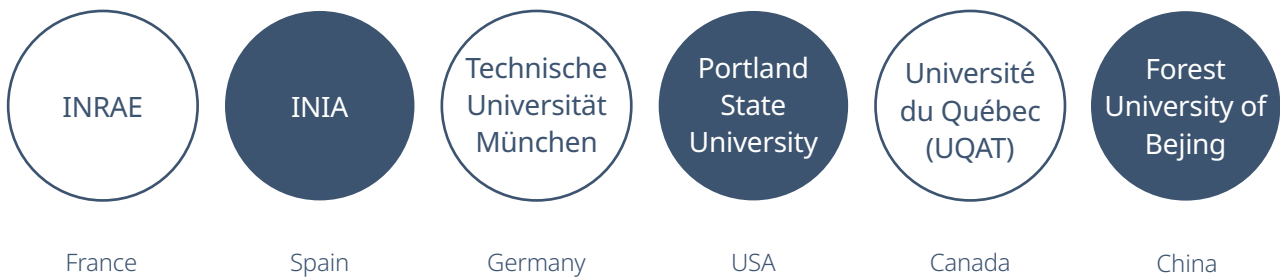 INRAE
INIA
Technische
Universität
München
Portland
State
University
Université
du Québec
(UQAT)
Forest
University of
Bejing
France
Spain
Germany
USA
Canada
China